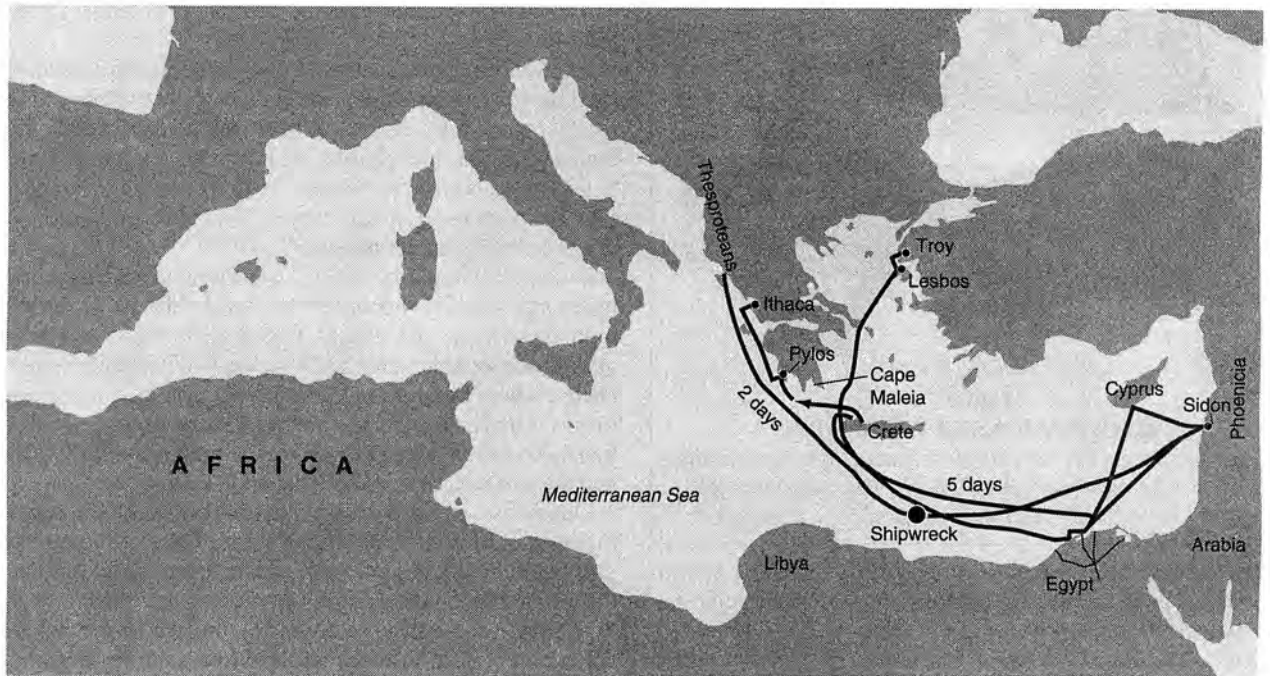 Thesproteans
Troy
Lesbos
Ithaca
Pylos
Cape
Maleia
Crete
2 days
Cyprus
Sidon
Phoenicia
AFRICA
Mediterranean Sea
5 days
Shipwreck
Libya
Egypt
Arabia